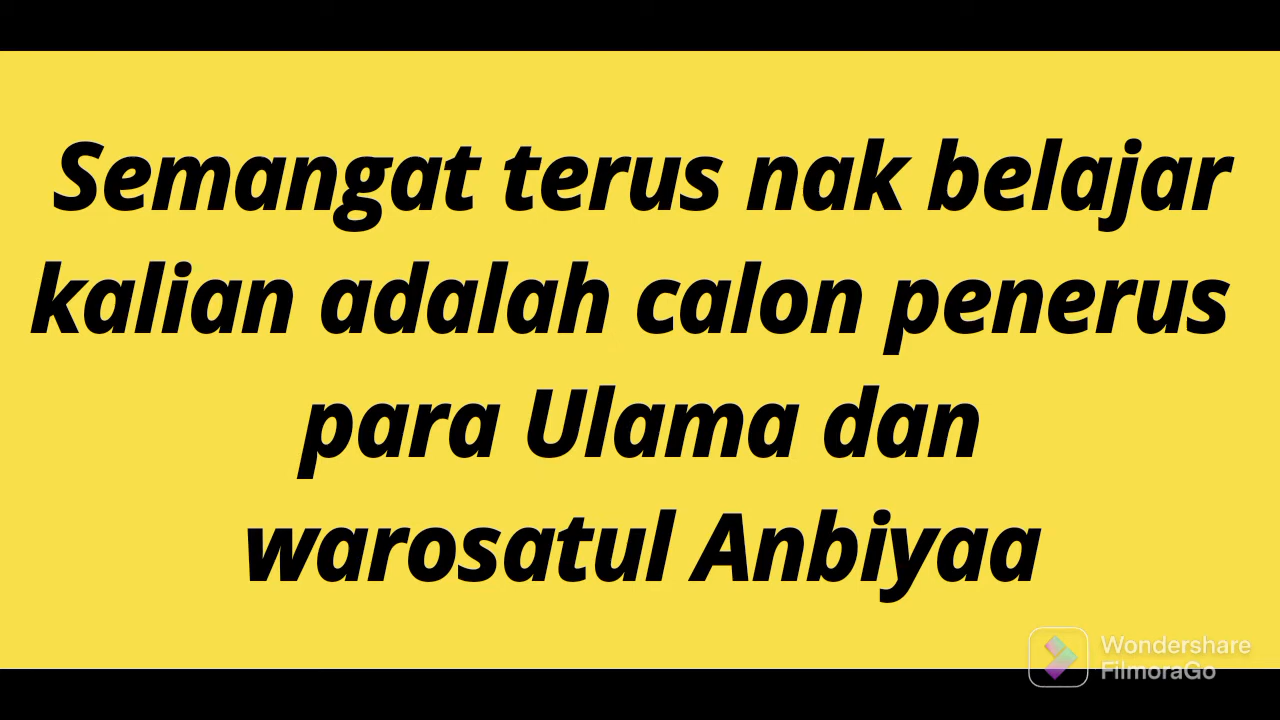 Semangat terus nak belajar
kalian adalah calon penerus
para Ulama dan
warosatul Anbiyaa
Wondershare
FilmoraGo